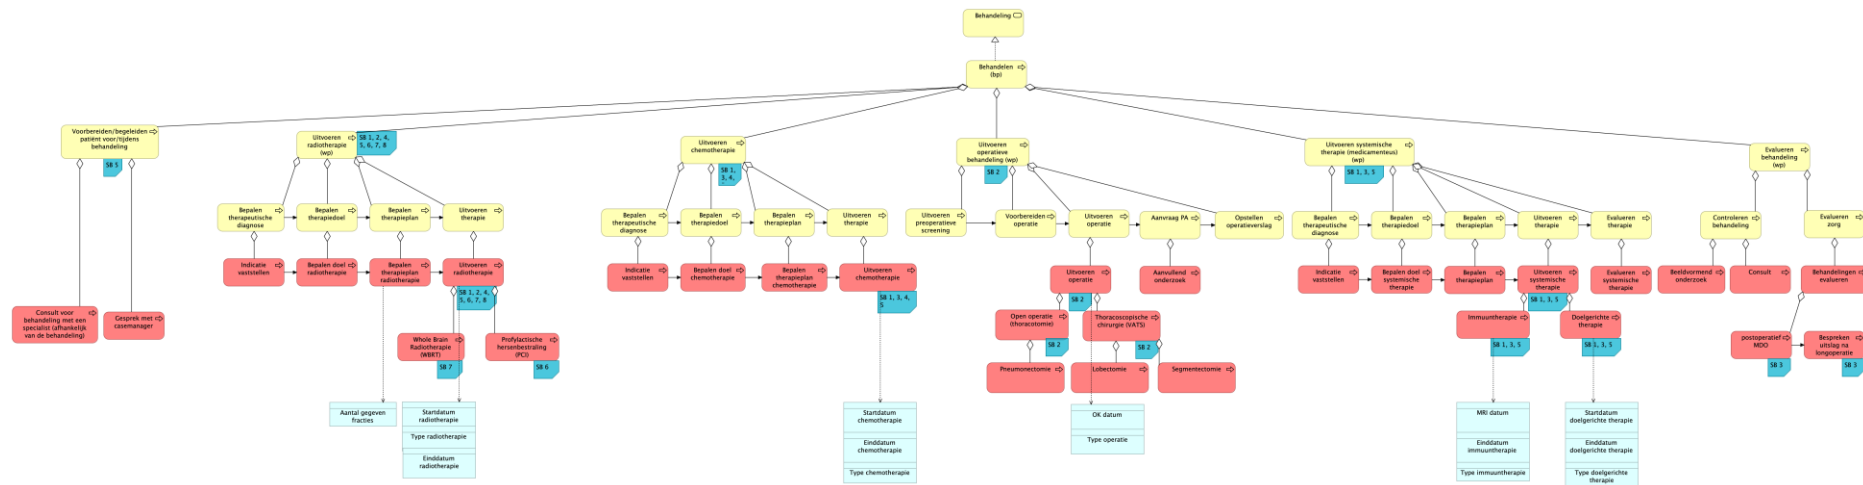 Behandeling
Behandelen
(bp)
Voorbereiden/begeleiden
patiënt voor/tijdens
behandeling
SB 5
Uitvoeren
radiotherapie
(wp)
SB 1, 2, 4,
5, 6, 7, 8
Uitvoeren
chemotherapie
SB 1,
3, 4,
Uitvoeren
operatieve
behandeling (wp)
SB 2
Uitvoeren systemische
therapie (medicamenteus)
(wp)
SB 1, 3, 5
Evalueren
behandeling
(wp)
Bepalen
therapeutische
diagnose
Bepalen
therapiedoel
Bepalen
therapieplan
Uitvoeren
therapie
Bepalen
therapeutische
diagnose
Bepalen
therapiedoel
Bepalen
therapieplan
Uitvoeren
therapie
Uitvoeren
preoperatieve
screening
Voorbereiden
operatie
Uitvoeren
operatie
Aanvraag PA
Opstellen
operatieverslag
Bepalen
therapeutische
diagnose
Bepalen
therapiedoel
Bepalen
therapieplan
Uitvoeren
therapie
Evalueren
therapie
Controleren
behandeling
Evalueren
zorg
Indicatie
vaststellen
Bepalen doel
radiotherapie
Bepalen
therapieplan
radiotherapie
Uitvoeren
radiotherapie
SB 1, 2, 4,
5, 6, 7, 8
Indicatie
vaststellen
Bepalen doel
chemotherapie
Bepalen
therapieplan
chemotherapie
Uitvoeren
chemotherapie
SB 1, 3, 4,
5
Uitvoeren
operatie
SB 2
Aanvullend
onderzoek
Indicatie
vaststellen
Bepalen doel
systemische
therapie
Bepalen
therapieplan
Uitvoeren
systemische
therapie
SB 1, 3, 5
Evalueren
systemische
therapie
Beeldvormend
onderzoek
Consult
Behandelingen
evalueren
Consult voor
behandeling met een
specialist (afhankelijk
van de behandeling)
Gesprek met
casemanager
Whole Brain
Radiotherapie
(WBRT)
SB 7
Profylactische
hersenbestraling
(PCI)
SB 6
Open operatie
(thoracotomie)
SB 2
Thoracoscopische
chirurgie (VATS)
SB 2
Immuuntherapie
SB 1, 3, 5
Doelgerichte
therapie
SB 1, 3, 5
postoperatief
MDO
SB 3
Bespreken
uitslag na
longoperatie
SB 3
Pneumonectomie
Lobectomie
Segmentectomie
Aantal gegeven
fracties
Startdatum
radiotherapie
Type radiotherapie
Einddatum
radiotherapie
Startdatum
chemotherapie
Einddatum
chemotherapie
Type chemotherapie
OK datum
Type operatie
MRI datum
Einddatum
immuuntherapie
Type immuuntherapie
Startdatum
doelgerichte therapie
Einddatum
doelgerichte therapie
Type doelgerichte
therapie